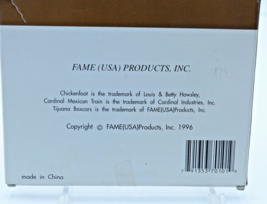 FAME (USA) PRODUCTS, INC.
Chickenfoot is the trademark of Louis & Betty Howsley,
Cardinal Mexican Train is the trademark of Cardinal Industries, Inc.
Tijuana Boxcars is the trademark of FAME(USA)Products, Inc.
Copyright © FAME(USA)Products, Inc. 1996
made in China